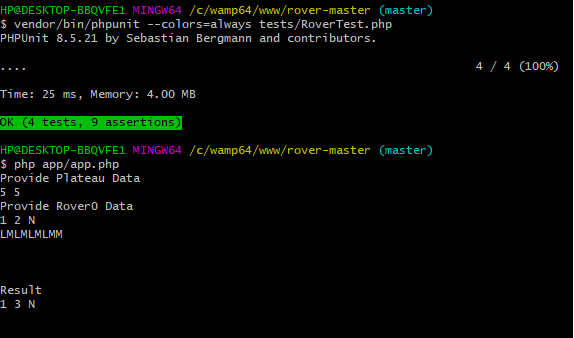 HP@DESKTOP-BBQVFE1 MINGW64 /c/wamp64/www/rover-master (master)
$ vendor/bin/phpunit --colors=always tests/RoverTest.php
PHPUnit 8.5.21 by Sebastian Bergmann and contributors.
.... 4 / 4 (100%)
Time: 25 ms, Memory: 4.00 MB
OK (4 tests, 9 assertions)
HP@DESKTOP-BBQVFE1 MINGW64 /c/wamp64/www/rover-master (master)
$ php app/app.php
Provide Plateau Data
5 5
Provide Rover0 Data
1 2 N
LMLMLMLMM
Result
1 3 N